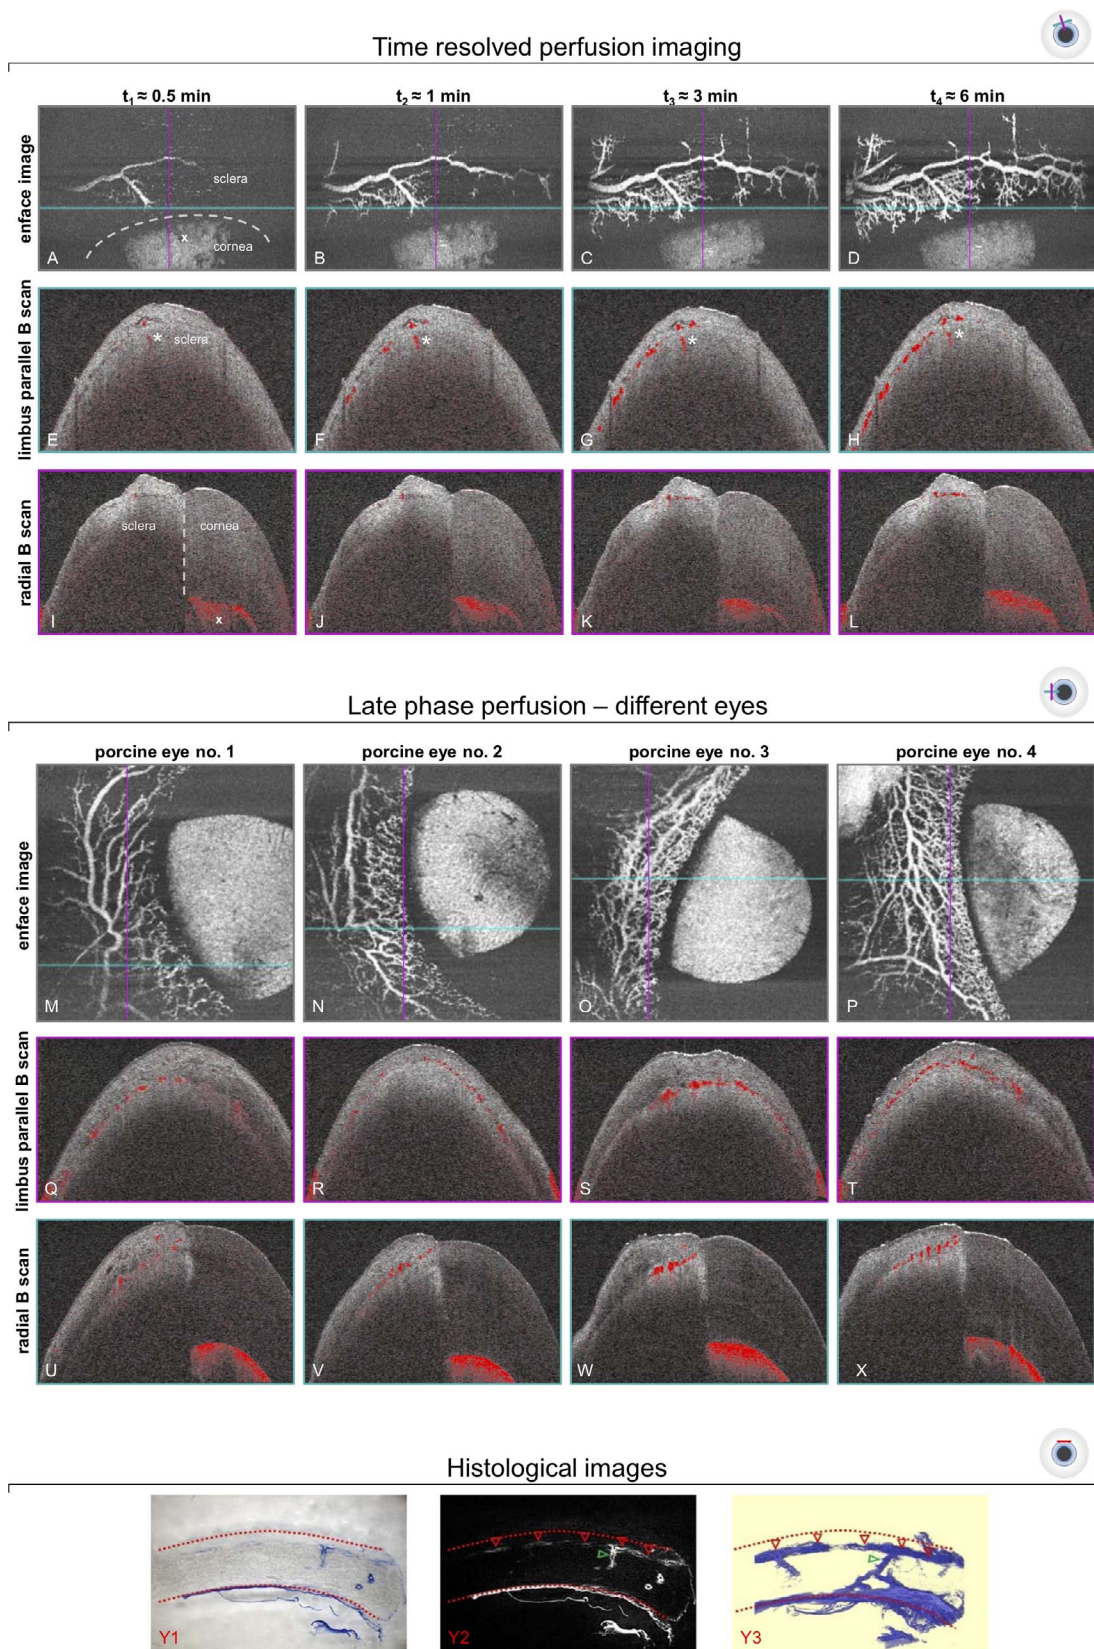 Time resolved perfusion imaging
t₁ ≈ 0.5 min t₂ ≈ 1 min t₃ ≈ 3 min t₄ ≈ 6 min
enface image
sclera
x
cornea
A B C D
limbus parallel B scan
* sclera * * *
E F G H
radial B scan
sclera cornea
x
I J K L
Late phase perfusion – different eyes
porcine eye no. 1 porcine eye no. 2 porcine eye no. 3 porcine eye no. 4
enface image
M N O P
limbus parallel B scan
Q R S T
radial B scan
U V W X
Histological images
Y1 Y2 Y3